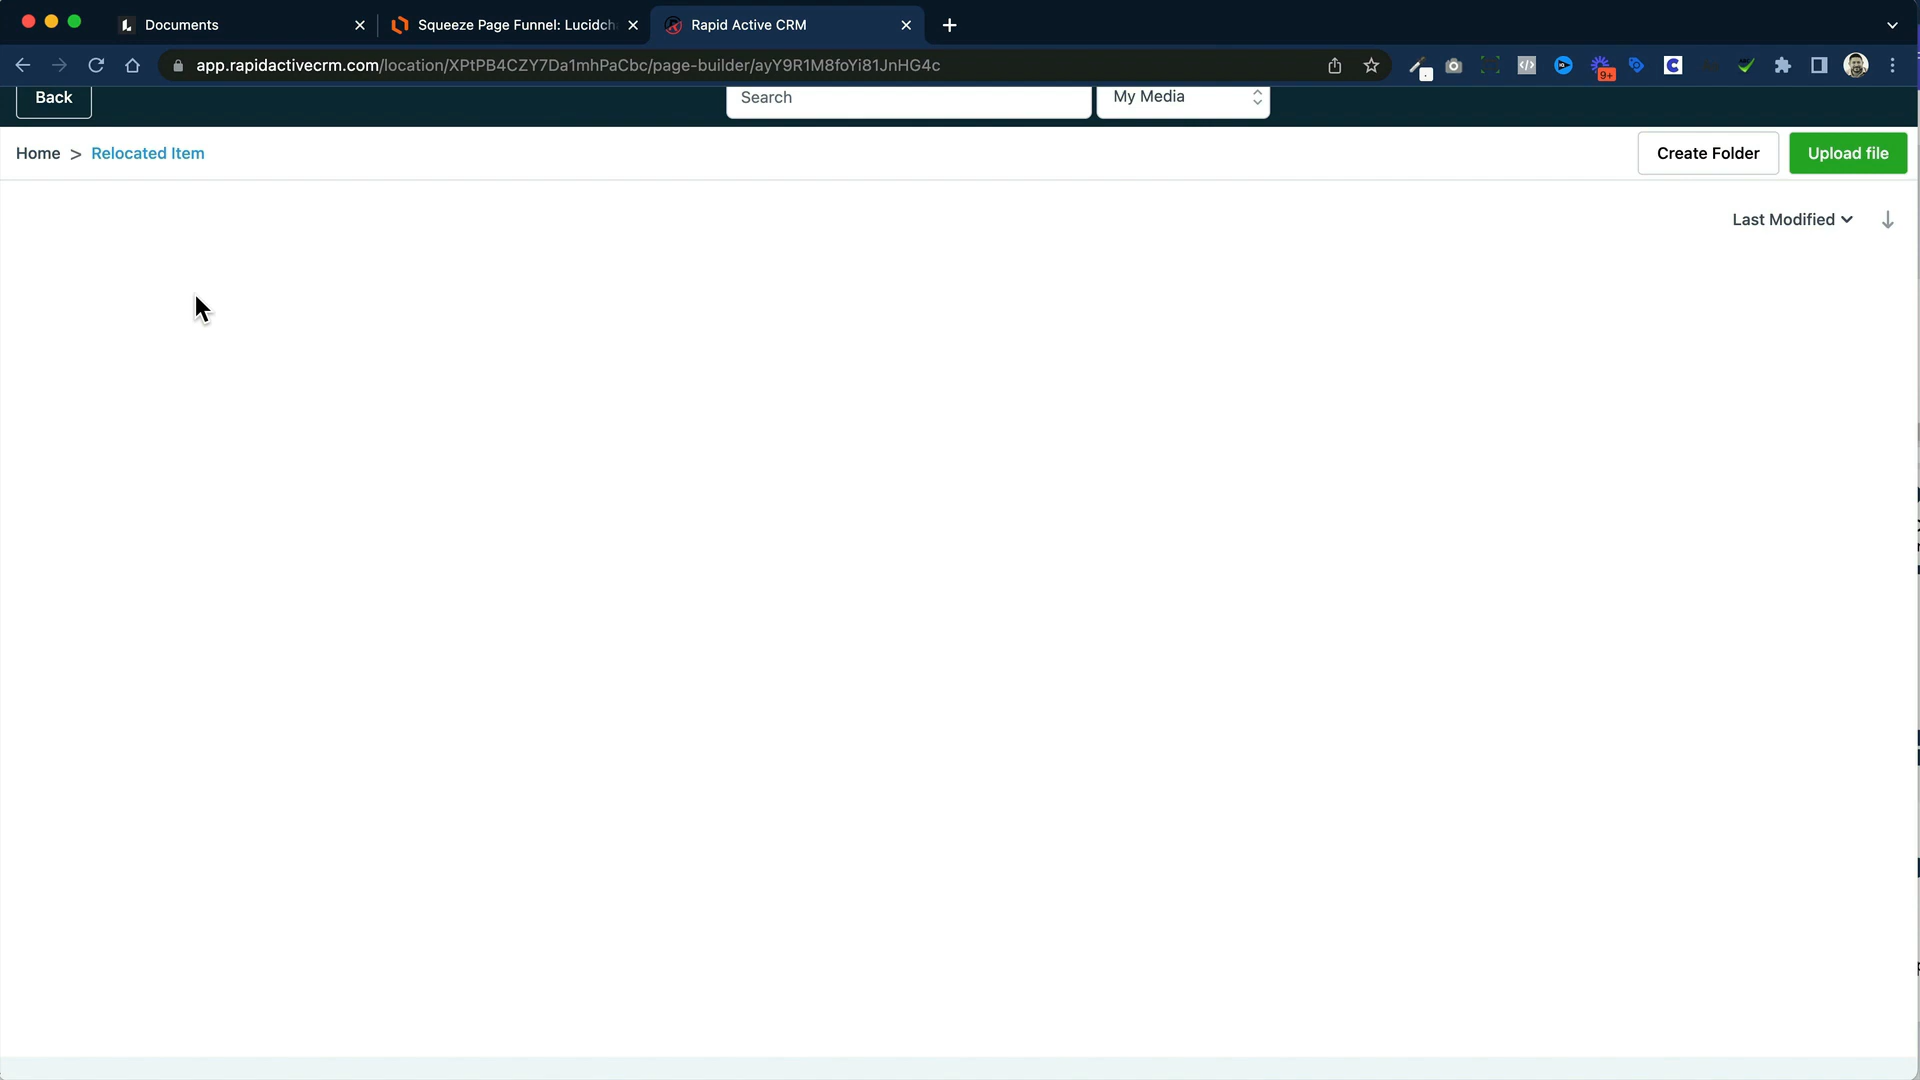 Documents
Squeeze Page Funnel: Lucidch
Rapid Active CRM
app.rapidactivecrm.com/location/XPtPB4CZY7Da1mhPaCbc/page-builder/ayY9R1M8foYi81JnHG4c
9+
Back
Search
My Media
Home > Relocated Item
Create Folder
Upload file
Last Modified